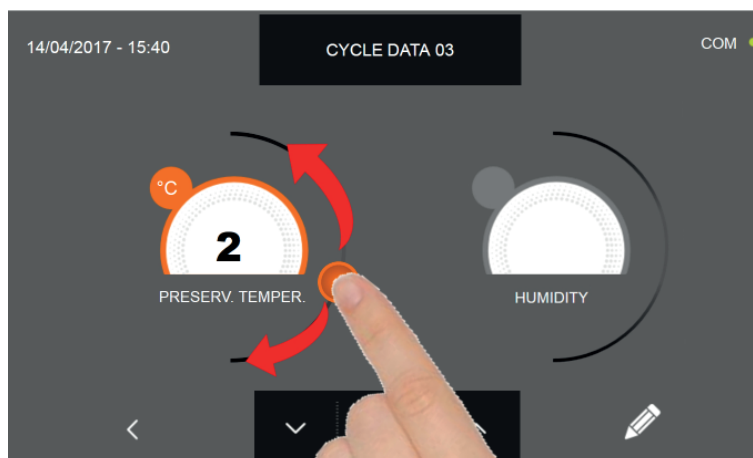 14/04/2017 - 15:40
CYCLE DATA 03
COM
°C
2
PRESERV. TEMPER.
HUMIDITY